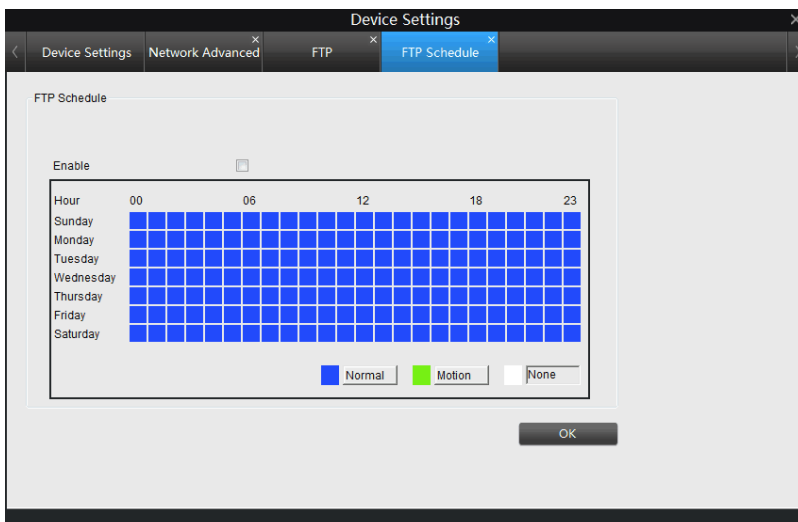 Device Settings
Device Settings Network Advanced FTP FTP Schedule
FTP Schedule
Enable
Hour 00 06 12 18 23
Sunday
Monday
Tuesday
Wednesday
Thursday
Friday
Saturday
Normal Motion None
OK